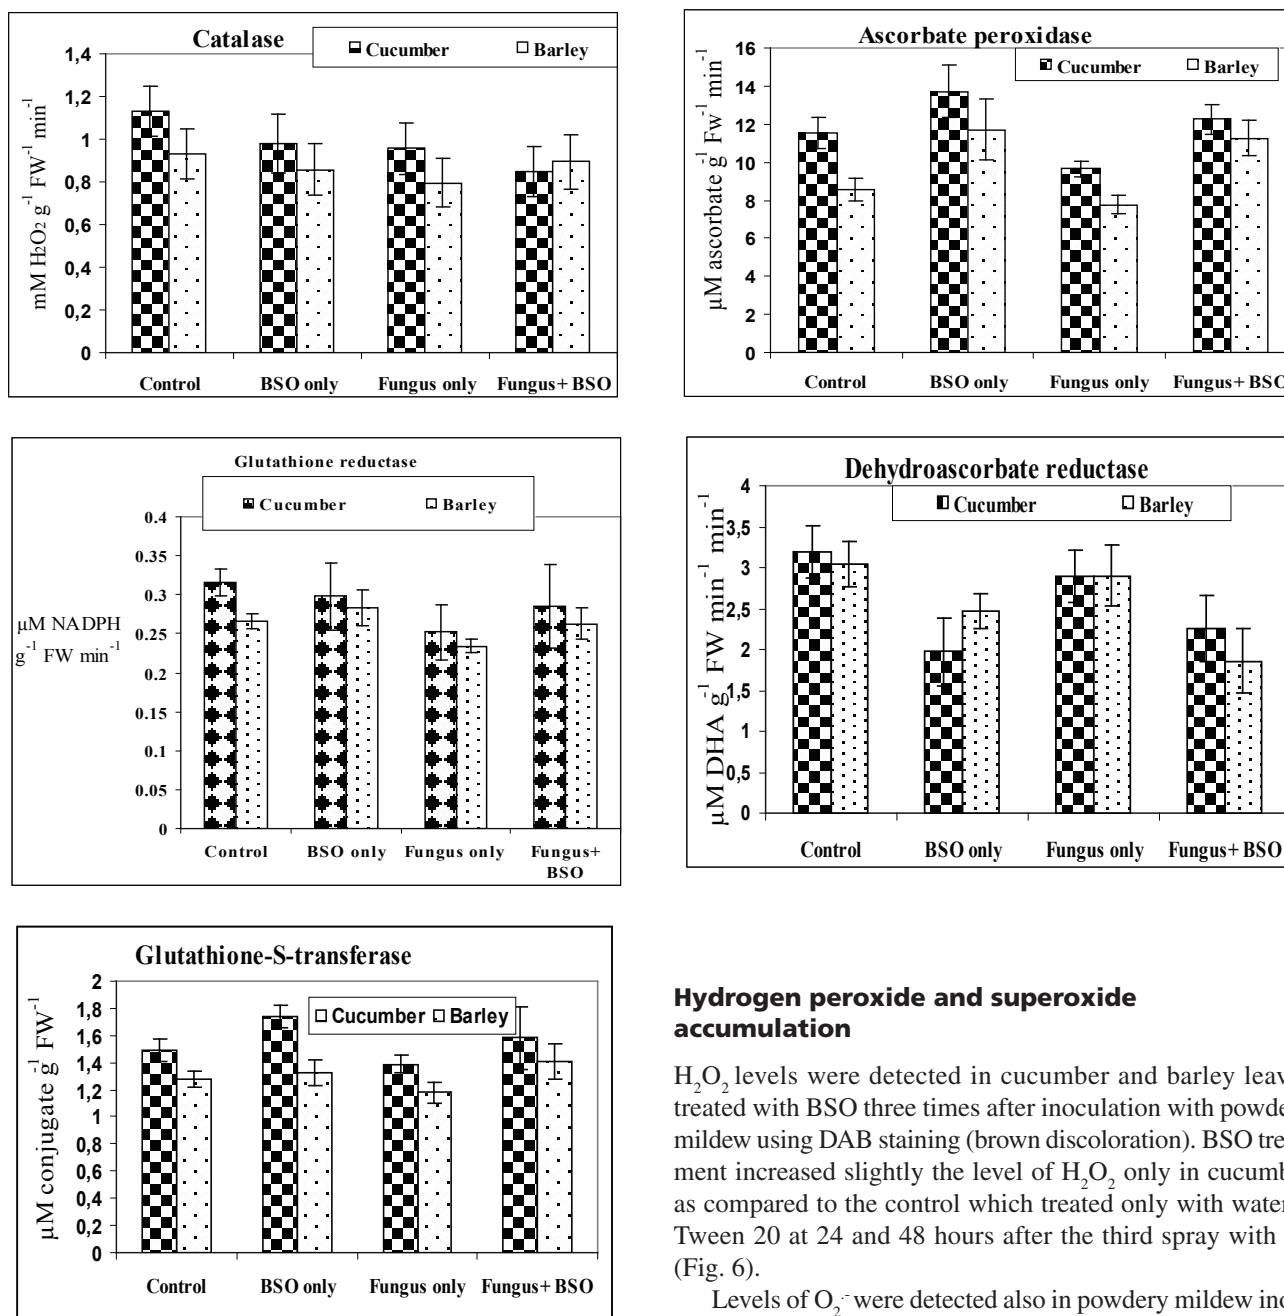 Catalase
Cucumber Barley
mM H₂O₂ g⁻¹ FW⁻¹ min⁻¹
1,4
1,2
1
0,8
0,6
0,4
0,2
0
Control BSO only Fungus only Fungus+ BSO
Ascorbate peroxidase
Cucumber Barley
µM ascorbate g⁻¹ Fw⁻¹ min⁻¹
16
14
12
10
8
6
4
2
0
Control BSO only Fungus only Fungus+ BSO
Glutathione reductase
Cucumber Barley
µM NADPH
g⁻¹ FW min⁻¹
0.4
0.35
0.3
0.25
0.2
0.15
0.1
0.05
0
Control BSO only Fungus only Fungus+
BSO
Dehydroascorbate reductase
Cucumber Barley
µM DHA g⁻¹ FW min⁻¹ min⁻¹
4
3,5
3
2,5
2
1,5
1
0,5
0
Control BSO only Fungus only Fungus+ BSO
Glutathione-S-transferase
Cucumber Barley
µM conjugate g⁻¹ FW⁻¹
2
1,8
1,6
1,4
1,2
1
0,8
0,6
0,4
0,2
0
Control BSO only Fungus only Fungus+ BSO
Hydrogen peroxide and superoxide
accumulation
H₂O₂ levels were detected in cucumber and barley leav
treated with BSO three times after inoculation with powde
mildew using DAB staining (brown discoloration). BSO trea
ment increased slightly the level of H₂O₂ only in cucumb
as compared to the control which treated only with water
Tween 20 at 24 and 48 hours after the third spray with
(Fig. 6).
Levels of O₂·⁻ were detected also in powdery mildew ino